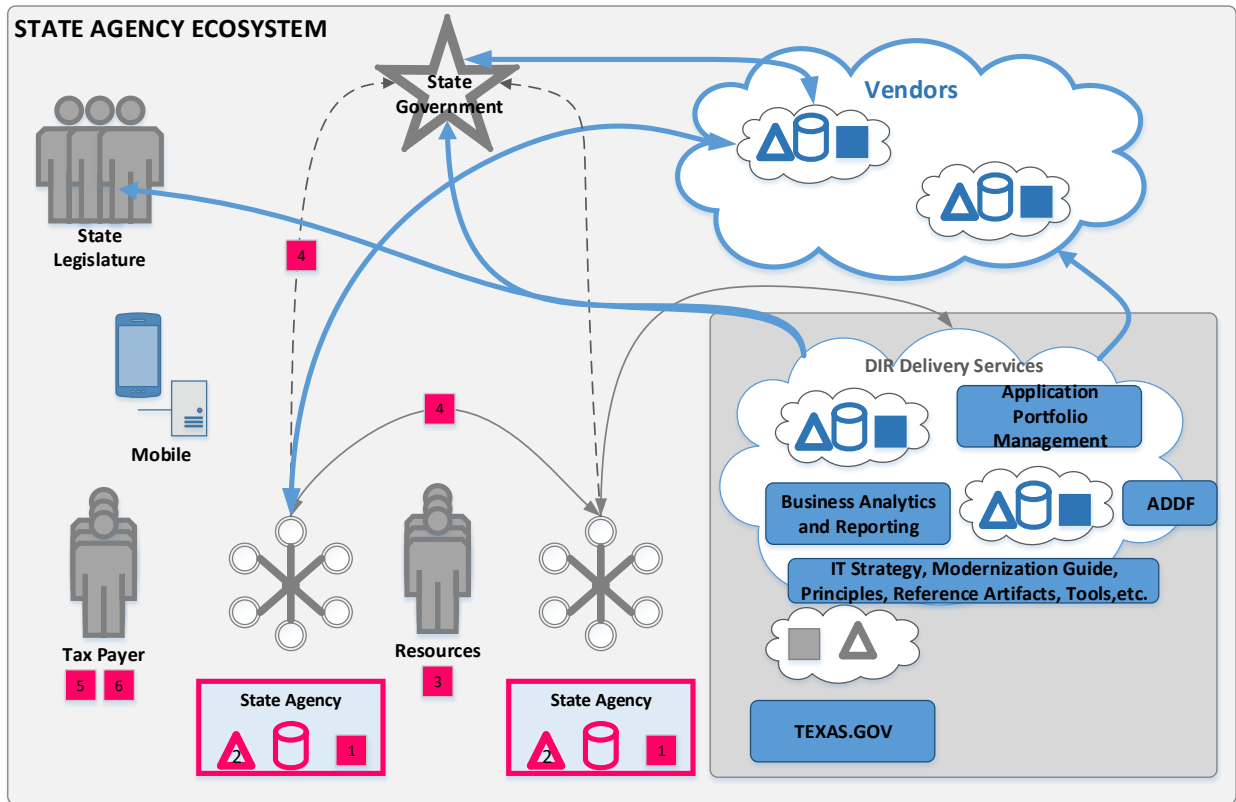 STATE AGENCY ECOSYSTEM
State
Government
Vendors
State
Legislature
4
DIR Delivery Services
Application
Portfolio
Management
Mobile
4
Business Analytics
and Reporting
ADDF
IT Strategy, Modernization Guide,
Principles, Reference Artifacts, Tools,etc.
Tax Payer
5 6
Resources
3
State Agency
2 1
State Agency
2 1
TEXAS.GOV